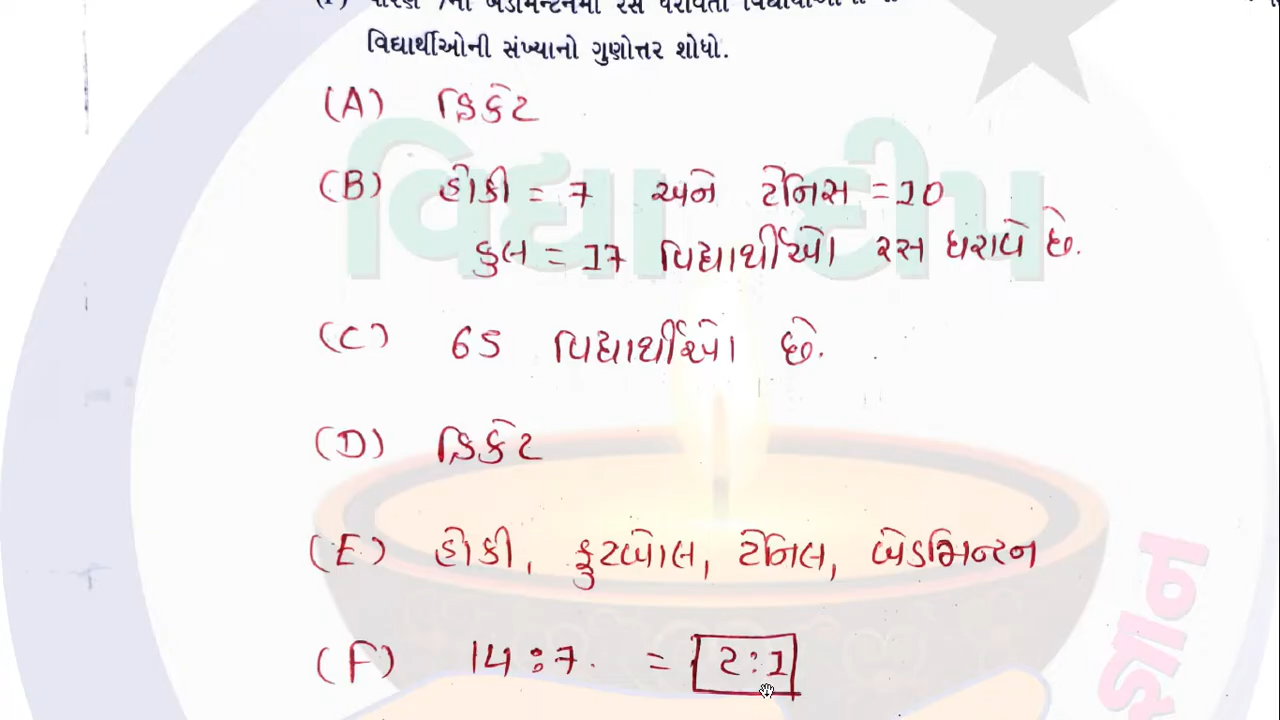 વિદ્યાર્થીઓની સંખ્યાનો ગુણોત્તર શોધો.
(A) ક્રિકેટ
(B) હોકી = 7 અને ટેનિસ = 10
કુલ = 17 વિદ્યાર્થીઓ રસ ધરાવે છે.
(C) 65 વિદ્યાર્થીઓ છે.
(D) ક્રિકેટ
(E) હોકી, ફુટબોલ, ટેનિસ, બેડમિન્ટન
(F) 14:7. = 2:1
વિદ્યા દીપ
જ્ઞાન